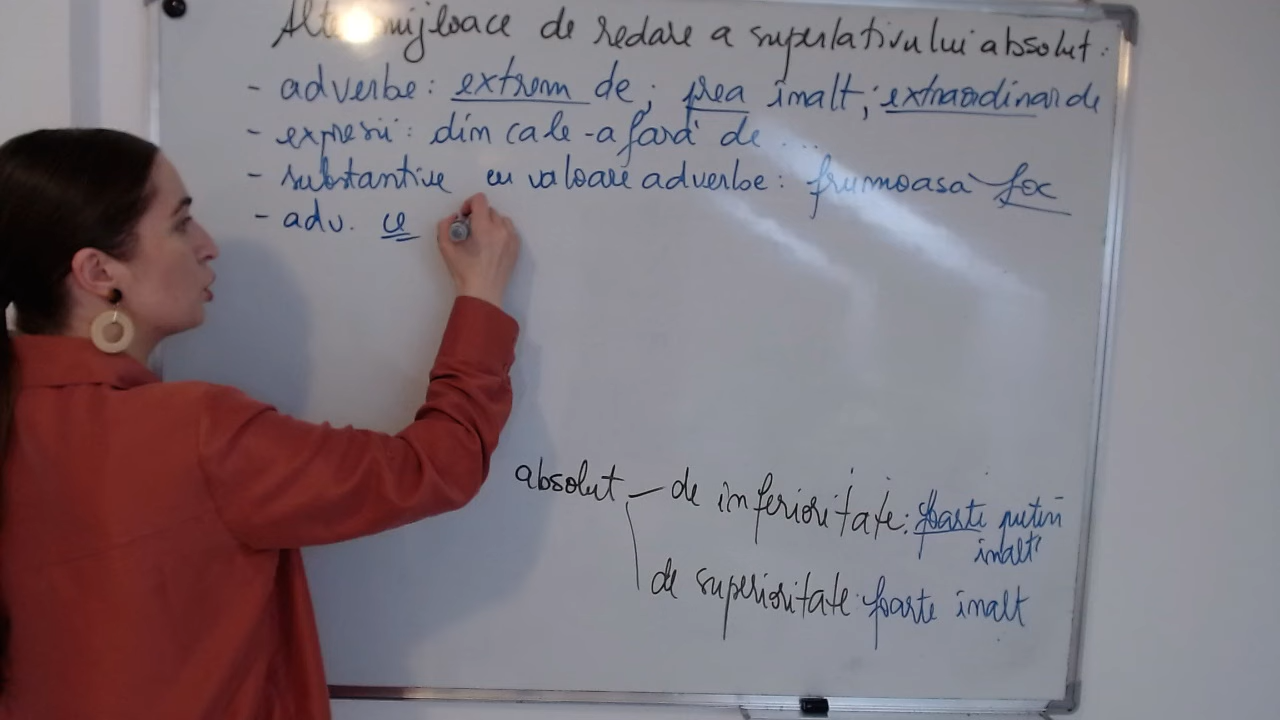 Alte mijloace de redare a superlativului absolut:
- adverbe: extrem de; prea înalt; extraordinar de
- expresii: din cale-afară de ...
- substantive cu valoare adverbe: frumoasă foc
- adv. ce
absolut — de inferioritate: foarte puțin
înalt
de superioritate: foarte înalt